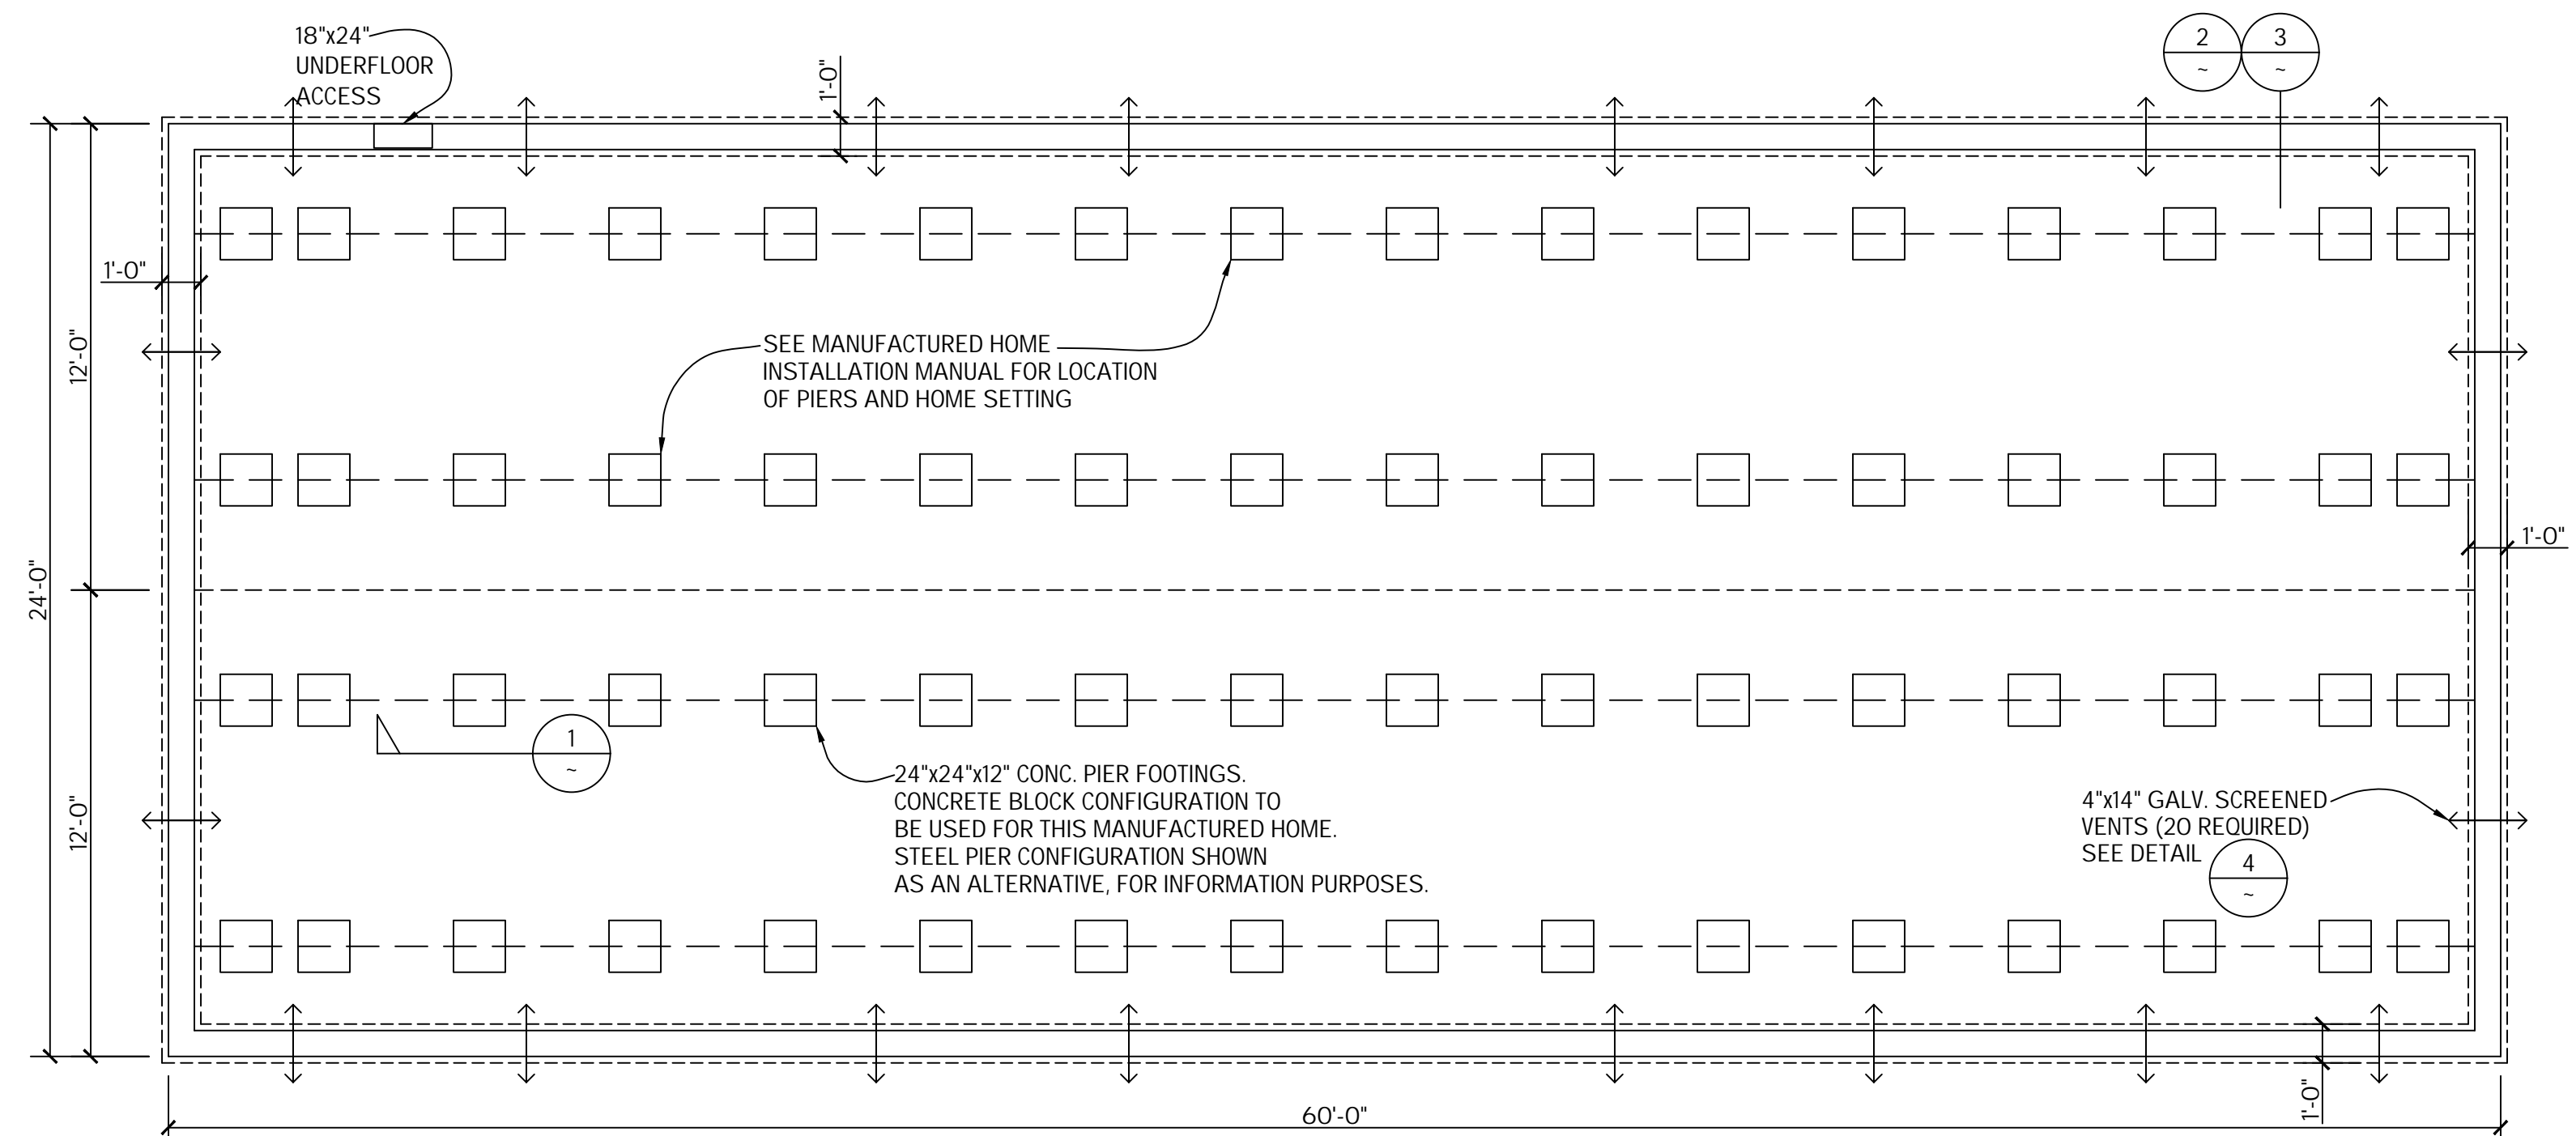 18"x24"
UNDERFLOOR
ACCESS
1'-0"
2
~
3
~
1'-0"
12'-0"
24'-0"
SEE MANUFACTURED HOME
INSTALLATION MANUAL FOR LOCATION
OF PIERS AND HOME SETTING
1'-0"
1
~
12'-0"
24"x24"x12" CONC. PIER FOOTINGS.
CONCRETE BLOCK CONFIGURATION TO
BE USED FOR THIS MANUFACTURED HOME.
STEEL PIER CONFIGURATION SHOWN
AS AN ALTERNATIVE, FOR INFORMATION PURPOSES.
4"x14" GALV. SCREENED
VENTS (20 REQUIRED)
SEE DETAIL
4
~
1'-0"
60'-0"